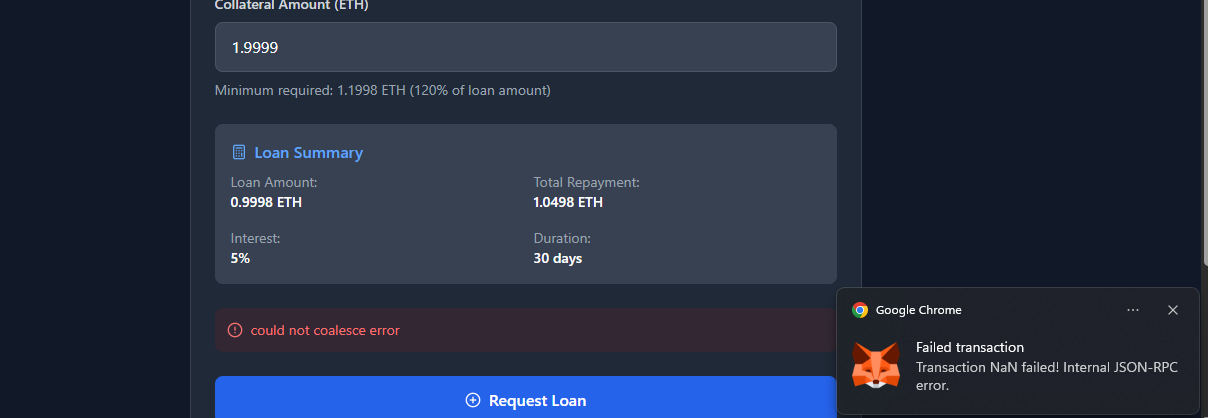 Collateral Amount (ETH)
1.9999
Minimum required: 1.1998 ETH (120% of loan amount)
Loan Summary
Loan Amount:
0.9998 ETH
Total Repayment:
1.0498 ETH
Interest:
5%
Duration:
30 days
could not coalesce error
Request Loan
Google Chrome
Failed transaction
Transaction NaN failed! Internal JSON-RPC
error.